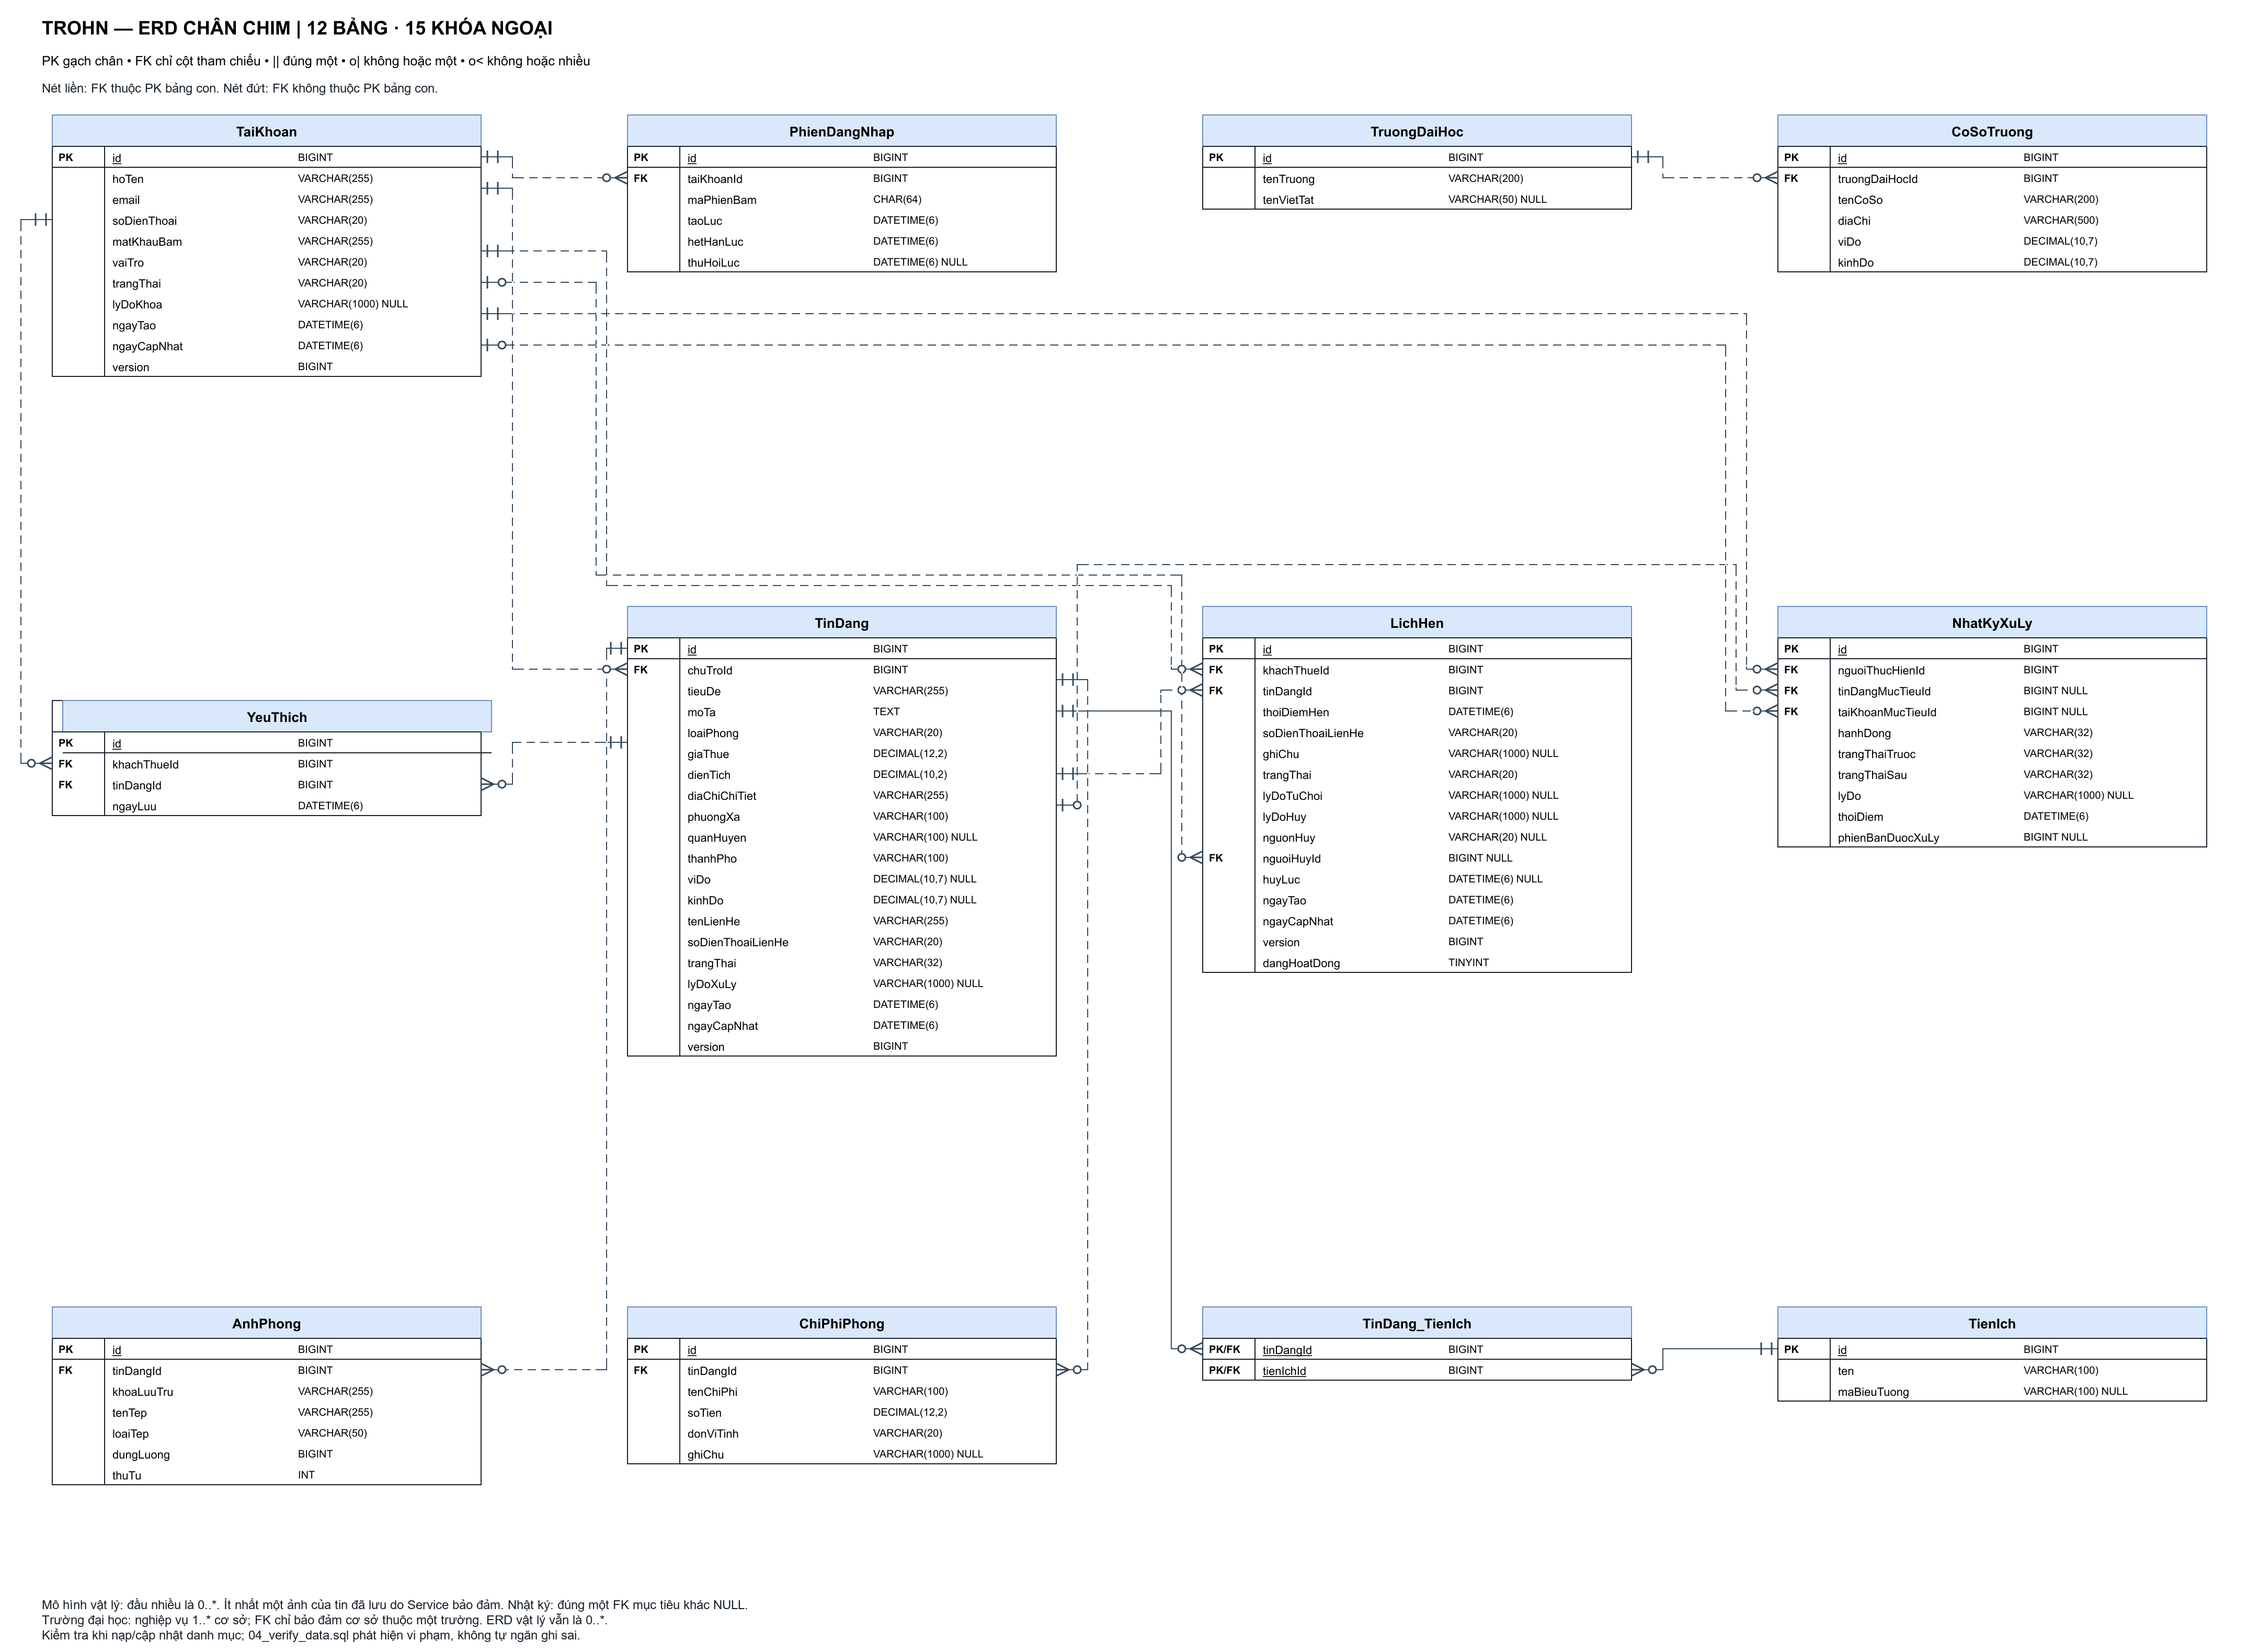 TROHN — ERD CHÂN CHIM | 12 BẢNG · 15 KHÓA NGOẠI
PK gạch chân • FK chỉ cột tham chiếu • || đúng một • o| không hoặc một • o< không hoặc nhiều
Nét liền: FK thuộc PK bảng con. Nét đứt: FK không thuộc PK bảng con.
TaiKhoan
PK id BIGINT
hoTen VARCHAR(255)
email VARCHAR(255)
soDienThoai VARCHAR(20)
matKhauBam VARCHAR(255)
vaiTro VARCHAR(20)
trangThai VARCHAR(20)
lyDoKhoa VARCHAR(1000) NULL
ngayTao DATETIME(6)
ngayCapNhat DATETIME(6)
version BIGINT
PhienDangNhap
PK id BIGINT
FK taiKhoanId BIGINT
maPhienBam CHAR(64)
taoLuc DATETIME(6)
hetHanLuc DATETIME(6)
thuHoiLuc DATETIME(6) NULL
TruongDaiHoc
PK id BIGINT
tenTruong VARCHAR(200)
tenVietTat VARCHAR(50) NULL
CoSoTruong
PK id BIGINT
FK truongDaiHocId BIGINT
tenCoSo VARCHAR(200)
diaChi VARCHAR(500)
viDo DECIMAL(10,7)
kinhDo DECIMAL(10,7)
YeuThich
PK id BIGINT
FK khachThueId BIGINT
FK tinDangId BIGINT
ngayLuu DATETIME(6)
TinDang
PK id BIGINT
FK chuTroId BIGINT
tieuDe VARCHAR(255)
moTa TEXT
loaiPhong VARCHAR(20)
giaThue DECIMAL(12,2)
dienTich DECIMAL(10,2)
diaChiChiTiet VARCHAR(255)
phuongXa VARCHAR(100)
quanHuyen VARCHAR(100) NULL
thanhPho VARCHAR(100)
viDo DECIMAL(10,7) NULL
kinhDo DECIMAL(10,7) NULL
tenLienHe VARCHAR(255)
soDienThoaiLienHe VARCHAR(20)
trangThai VARCHAR(32)
lyDoXuLy VARCHAR(1000) NULL
ngayTao DATETIME(6)
ngayCapNhat DATETIME(6)
version BIGINT
LichHen
PK id BIGINT
FK khachThueId BIGINT
FK tinDangId BIGINT
thoiDiemHen DATETIME(6)
soDienThoaiLienHe VARCHAR(20)
ghiChu VARCHAR(1000) NULL
trangThai VARCHAR(20)
lyDoTuChoi VARCHAR(1000) NULL
lyDoHuy VARCHAR(1000) NULL
nguonHuy VARCHAR(20) NULL
FK nguoiHuyId BIGINT NULL
huyLuc DATETIME(6) NULL
ngayTao DATETIME(6)
ngayCapNhat DATETIME(6)
version BIGINT
dangHoatDong TINYINT
NhatKyXuLy
PK id BIGINT
FK nguoiThucHienId BIGINT
FK tinDangMucTieuId BIGINT NULL
FK taiKhoanMucTieuId BIGINT NULL
hanhDong VARCHAR(32)
trangThaiTruoc VARCHAR(32)
trangThaiSau VARCHAR(32)
lyDo VARCHAR(1000) NULL
thoiDiem DATETIME(6)
phienBanDuocXuLy BIGINT NULL
AnhPhong
PK id BIGINT
FK tinDangId BIGINT
khoaLuuTru VARCHAR(255)
tenTep VARCHAR(255)
loaiTep VARCHAR(50)
dungLuong BIGINT
thuTu INT
ChiPhiPhong
PK id BIGINT
FK tinDangId BIGINT
tenChiPhi VARCHAR(100)
soTien DECIMAL(12,2)
donViTinh VARCHAR(20)
ghiChu VARCHAR(1000) NULL
TinDang_TienIch
PK/FK tinDangId BIGINT
PK/FK tienIchId BIGINT
TienIch
PK id BIGINT
ten VARCHAR(100)
maBieuTuong VARCHAR(100) NULL
Mô hình vật lý: đầu nhiều là 0..*. Ít nhất một ảnh của tin đã lưu do Service bảo đảm. Nhật ký: đúng một FK mục tiêu khác NULL.
Trường đại học: nghiệp vụ 1..* cơ sở; FK chỉ bảo đảm cơ sở thuộc một trường. ERD vật lý vẫn là 0..*.
Kiểm tra khi nạp/cập nhật danh mục; 04_verify_data.sql phát hiện vi phạm, không tự ngăn ghi sai.